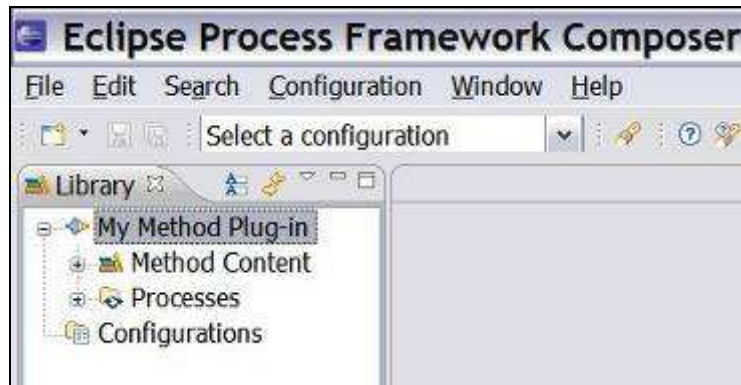 Eclipse Process Framework Composer
File Edit Search Configuration Window Help
Select a configuration
Library
My Method Plug-in
Method Content
Processes
Configurations